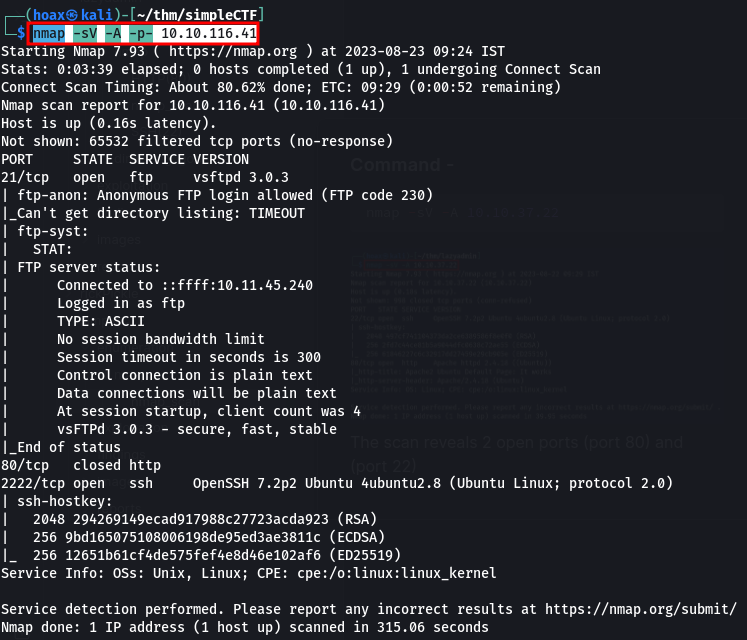 ┌──(hoax㉿kali)-[~/thm/simpleCTF]
└─$ nmap -sV -A -p- 10.10.116.41
Starting Nmap 7.93 ( https://nmap.org ) at 2023-08-23 09:24 IST
Stats: 0:03:39 elapsed; 0 hosts completed (1 up), 1 undergoing Connect Scan
Connect Scan Timing: About 80.62% done; ETC: 09:29 (0:00:52 remaining)
Nmap scan report for 10.10.116.41 (10.10.116.41)
Host is up (0.16s latency).
Not shown: 65532 filtered tcp ports (no-response)
PORT     STATE  SERVICE VERSION
21/tcp   open   ftp     vsftpd 3.0.3
| ftp-anon: Anonymous FTP login allowed (FTP code 230)
|_Can't get directory listing: TIMEOUT
| ftp-syst:
|   STAT:
| FTP server status:
|      Connected to ::ffff:10.11.45.240
|      Logged in as ftp
|      TYPE: ASCII
|      No session bandwidth limit
|      Session timeout in seconds is 300
|      Control connection is plain text
|      Data connections will be plain text
|      At session startup, client count was 4
|      vsFTPd 3.0.3 - secure, fast, stable
|_End of status
80/tcp   closed http
2222/tcp open   ssh     OpenSSH 7.2p2 Ubuntu 4ubuntu2.8 (Ubuntu Linux; protocol 2.0)
| ssh-hostkey:
|   2048 294269149ecad917988c27723acda923 (RSA)
|   256 9bd165075108006198de95ed3ae3811c (ECDSA)
|_  256 12651b61cf4de575fef4e8d46e102af6 (ED25519)
Service Info: OSs: Unix, Linux; CPE: cpe:/o:linux:linux_kernel

Service detection performed. Please report any incorrect results at https://nmap.org/submit/
Nmap done: 1 IP address (1 host up) scanned in 315.06 seconds
Command -
The scan reveals 2 open ports (port 80) and
(port 22)